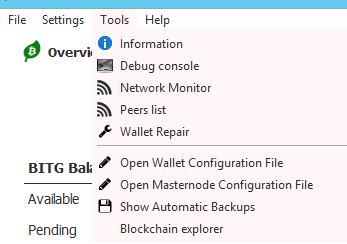 File Settings Tools Help
Information
Overvie
Debug console
Network Monitor
Peers list
Wallet Repair
Open Wallet Configuration File
BITG Bala
Open Masternode Configuration File
Available
Show Automatic Backups
Pending
Blockchain explorer